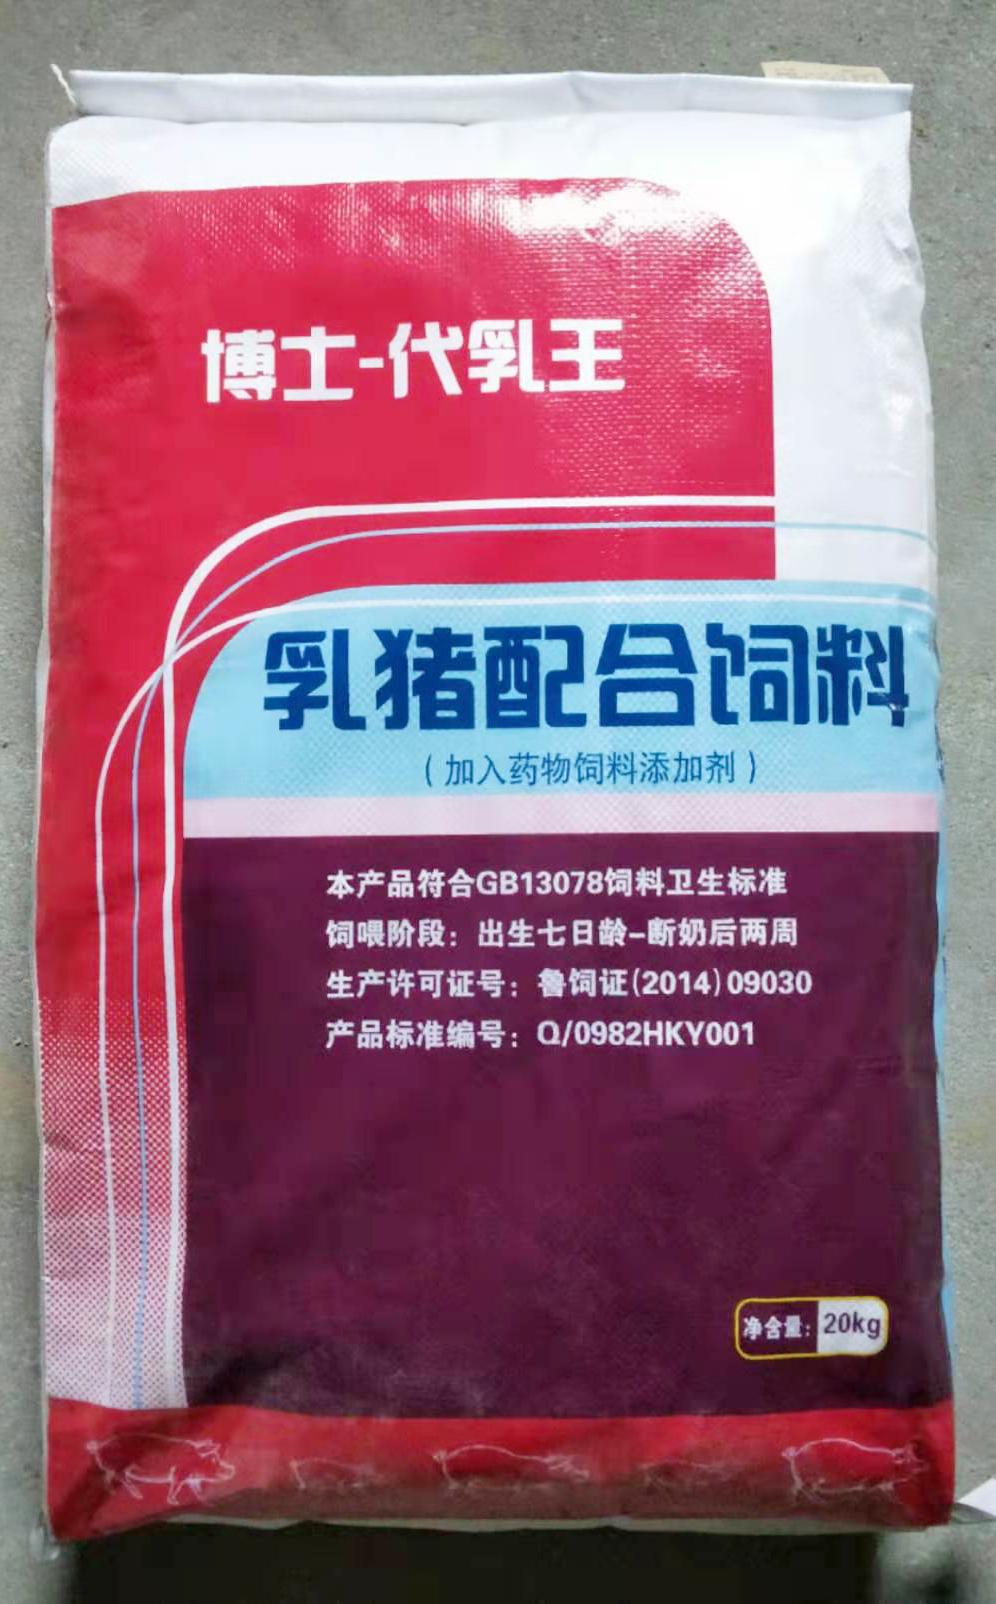 博士-代乳王
乳猪配合饲料
（加入药物饲料添加剂）
本产品符合GB13078饲料卫生标准
饲喂阶段：出生七日龄-断奶后两周
生产许可证号：鲁饲证(2014)09030
产品标准编号：Q/0982HKY001
净含量：20kg